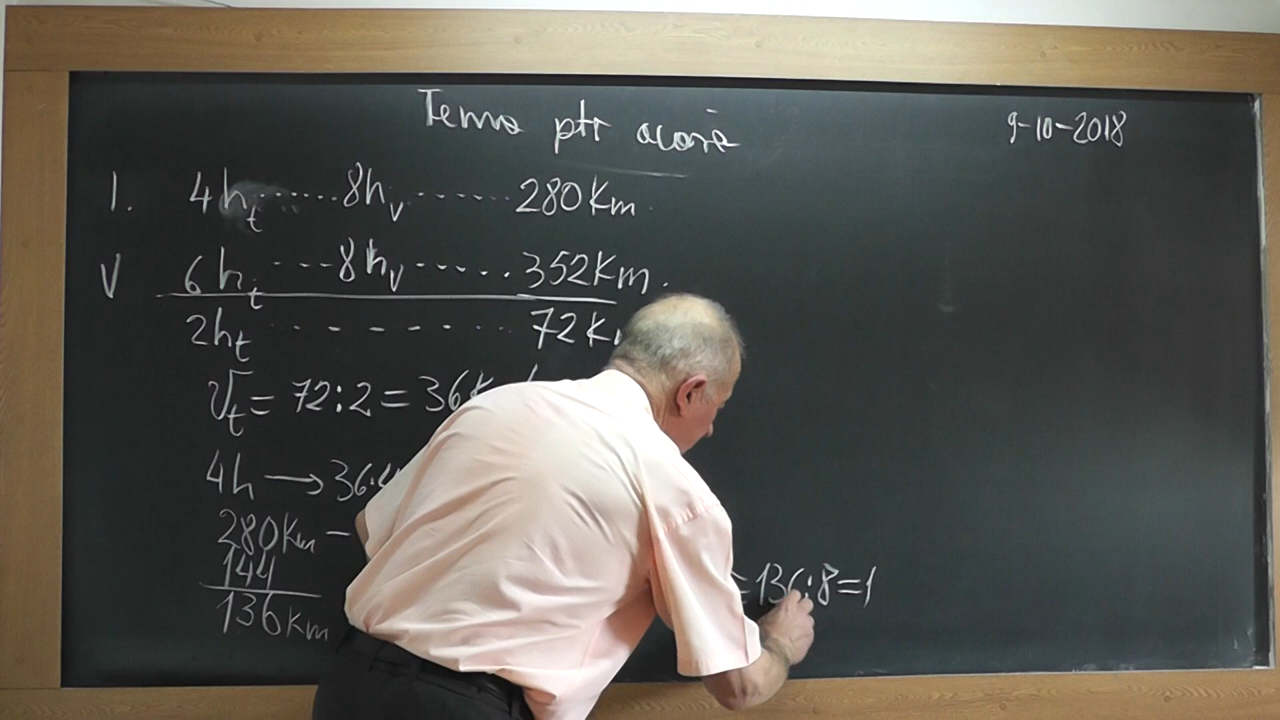 Tema ptr acasă
9-10-2018
1. 4h_t ...... 8h_v ...... 280 Km.
V 6h_t ... 8h_v ...... 352 Km.
2h_t - - - - - - - - 72 K
v_t = 72:2 = 36 K
4h → 36·4
280 Km -
144
136 Km
= 136:8 = 1